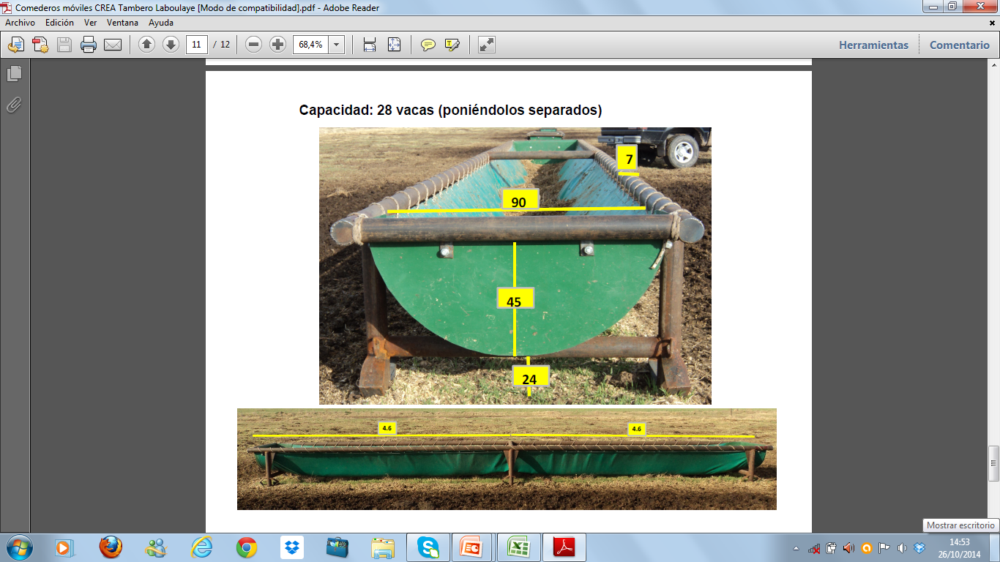 Comederos móviles CREA Tambero Laboulaye [Modo de compatibilidad].pdf - Adobe Reader
Archivo Edición Ver Ventana Ayuda
11 / 12 68,4% Herramientas Comentario
Capacidad: 28 vacas (poniéndolos separados)
7
90
45
24
4.6 4.6
Mostrar escritorio
14:53
26/10/2014